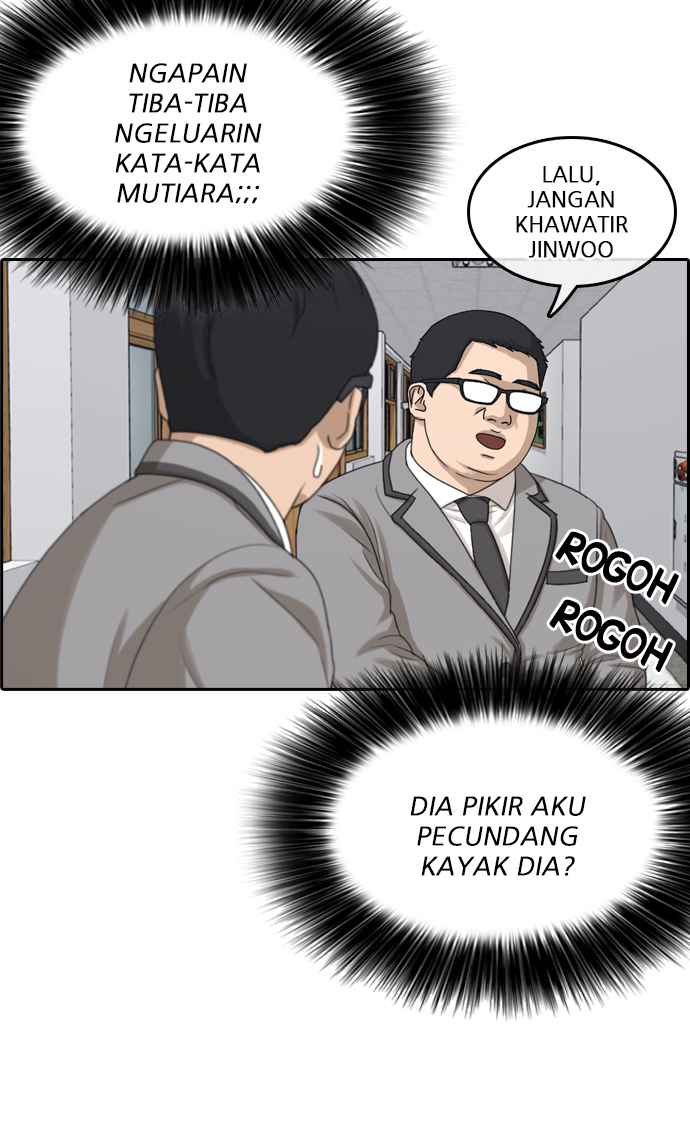 NGAPAIN
TIBA-TIBA
NGELUARIN
KATA-KATA
MUTIARA;;;
LALU,
JANGAN
KHAWATIR
JINWOO
ROGOH
ROGOH
DIA PIKIR AKU
PECUNDANG
KAYAK DIA?